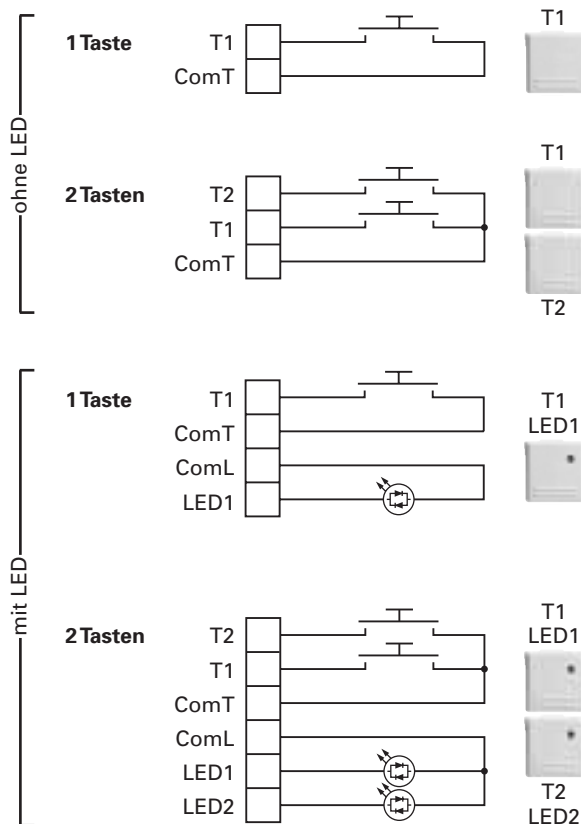 ohne LED
1 Taste
T1
ComT
T1
2 Tasten
T2
T1
ComT
T1
T2
mit LED
1 Taste
T1
ComT
ComL
LED1
T1
LED1
2 Tasten
T2
T1
ComT
ComL
LED1
LED2
T1
LED1
T2
LED2